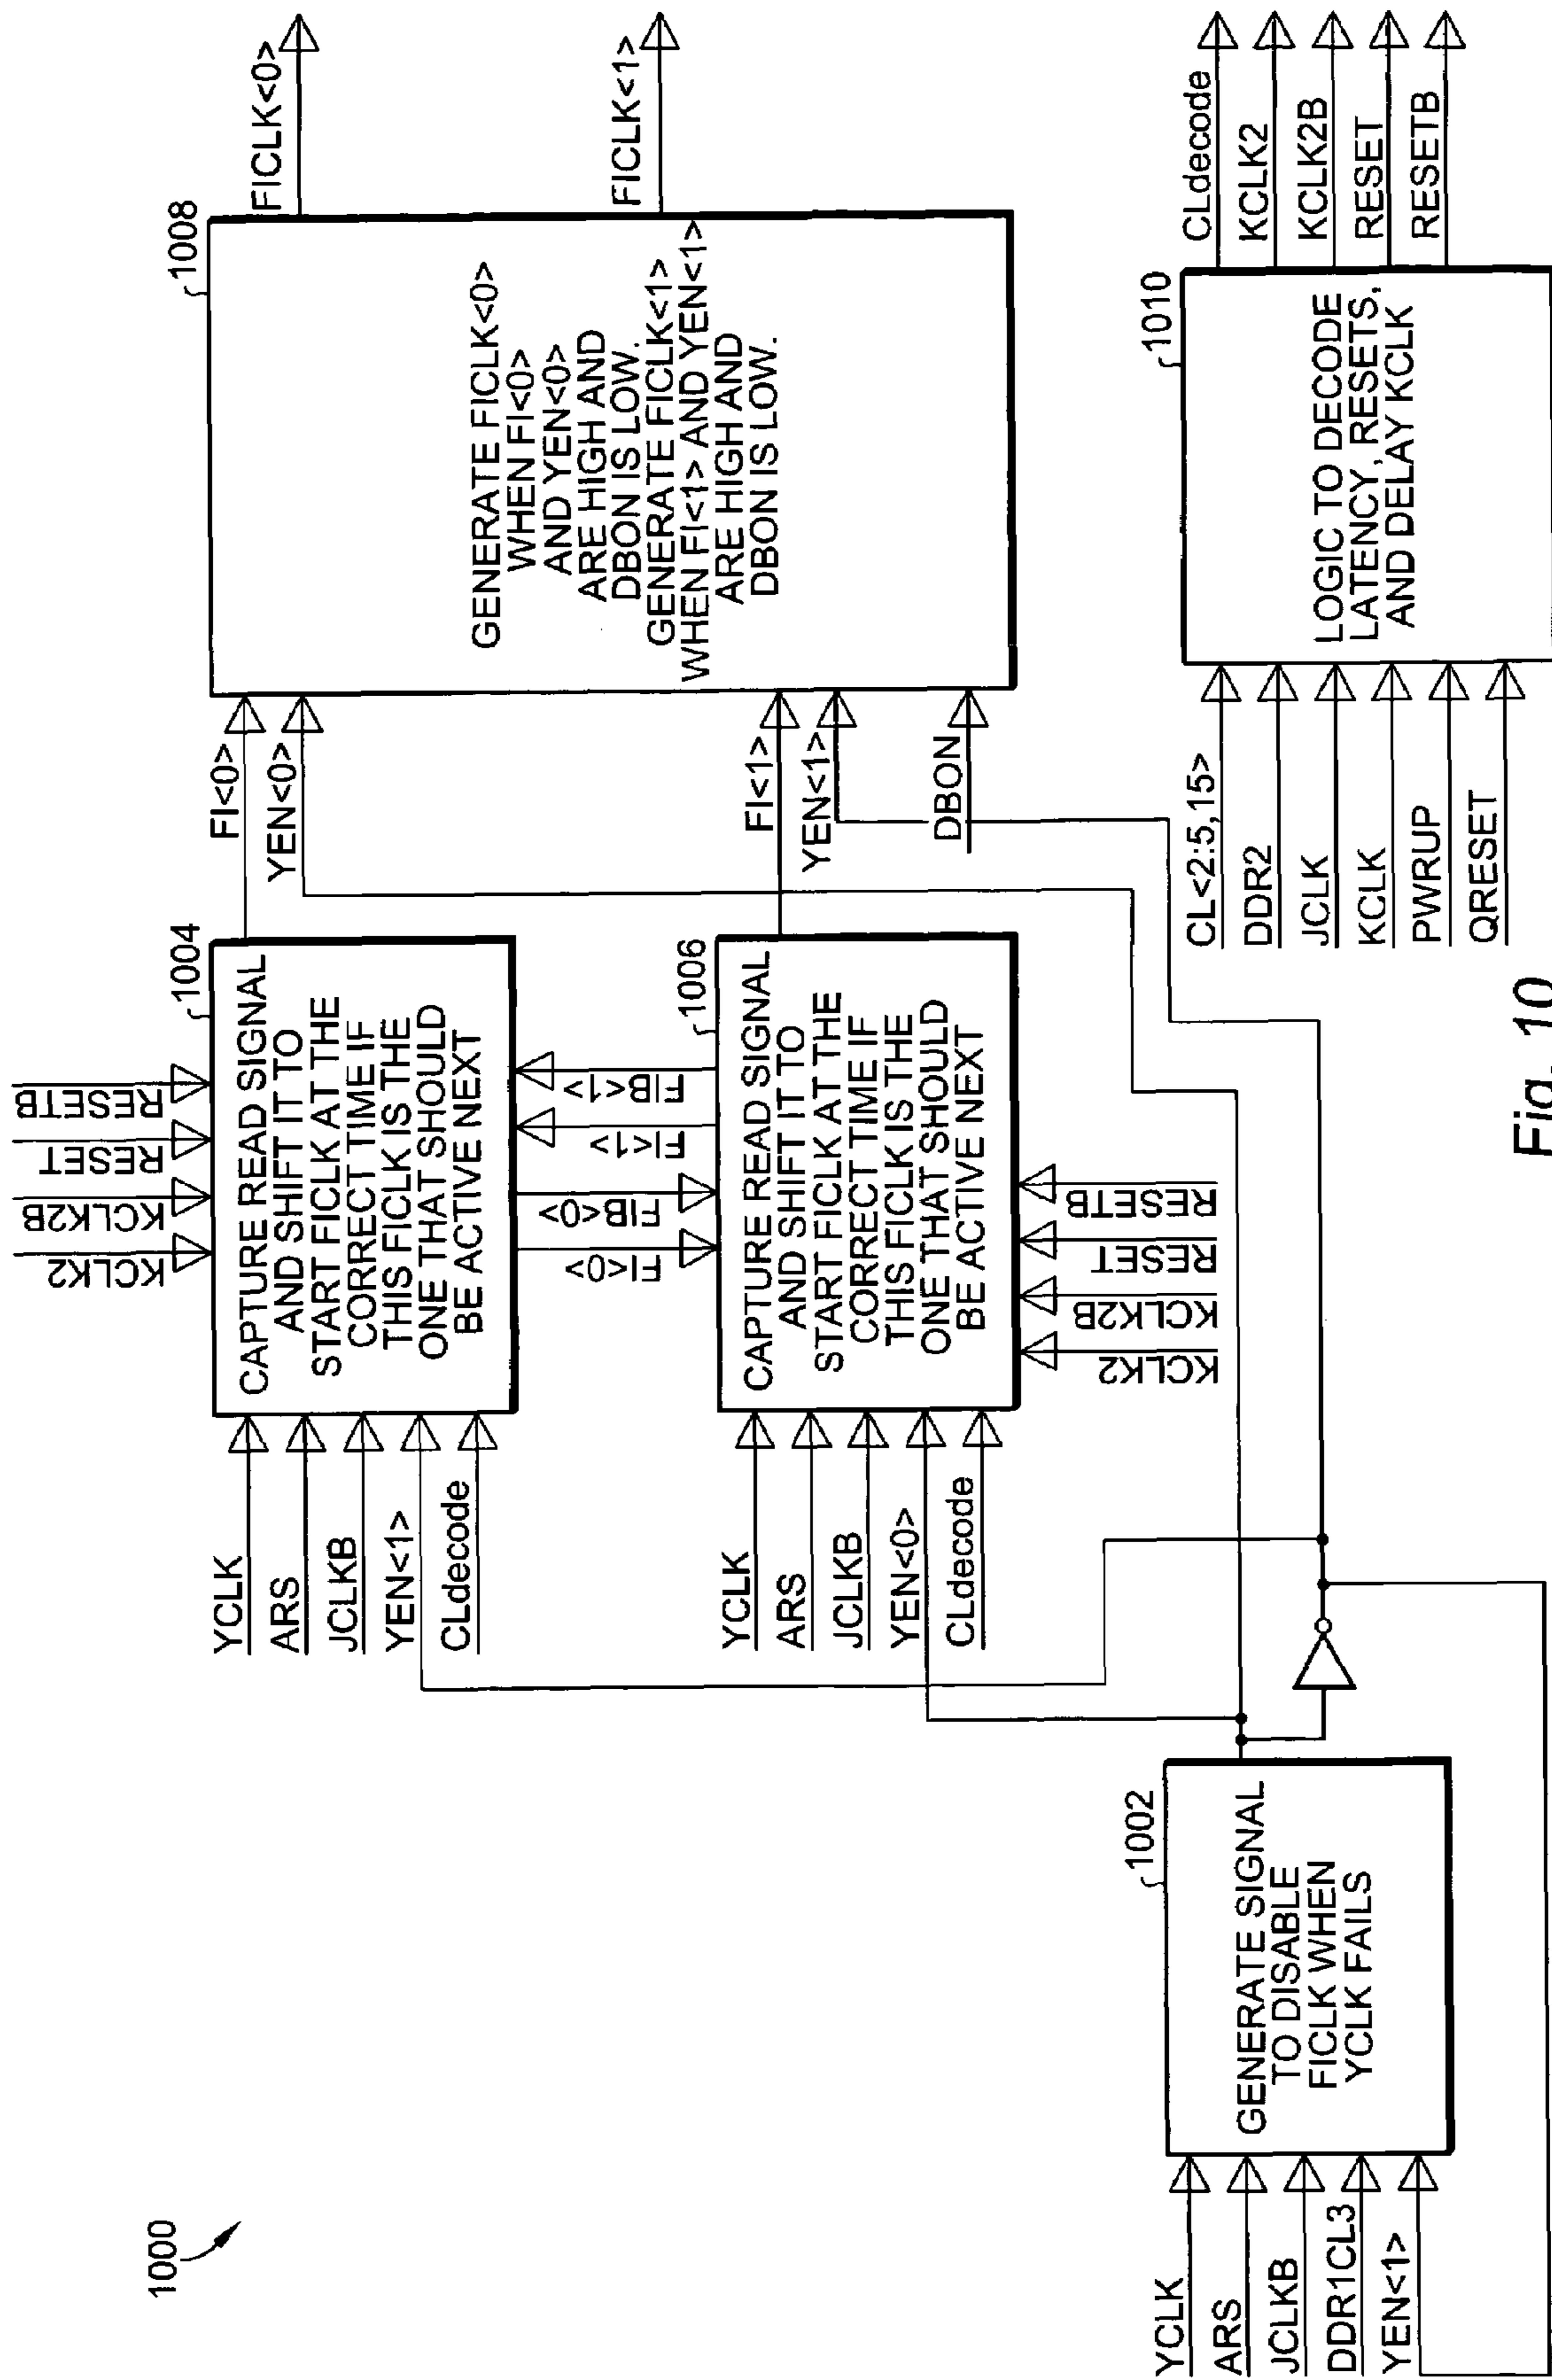 1000
YCLK
ARS
JCLKB
DDR1CL3
YEN<1>
1002
GENERATE SIGNAL
TO DISABLE
FICLK WHEN
YCLK FAILS
YCLK
ARS
JCLKB
YEN<1>
CLdecode
KCLK2
KCLK2B
RESET
RESETB
1004
CAPTURE READ SIGNAL
AND SHIFT IT TO
START FICLK AT THE
CORRECT TIME IF
THIS FICLK IS THE
ONE THAT SHOULD
BE ACTIVE NEXT
FI<0>
FIB<0>
FI<1>
FIB<1>
YCLK
ARS
JCLKB
YEN<0>
CLdecode
1006
CAPTURE READ SIGNAL
AND SHIFT IT TO
START FICLK AT THE
CORRECT TIME IF
THIS FICLK IS THE
ONE THAT SHOULD
BE ACTIVE NEXT
KCLK2
KCLK2B
RESET
RESETB
FI<0>
YEN<0>
FI<1>
YEN<1>
DBON
1008
GENERATE FICLK<0>
WHEN FI<0>
AND YEN<0>
ARE HIGH AND
DBON IS LOW.
GENERATE FICLK<1>
WHEN FI<1> AND YEN<1>
ARE HIGH AND
DBON IS LOW.
FICLK<0>
FICLK<1>
CL<2:5,15>
DDR2
JCLK
KCLK
PWRUP
QRESET
1010
LOGIC TO DECODE
LATENCY, RESETS,
AND DELAY KCLK
CLdecode
KCLK2
KCLK2B
RESET
RESETB
Fig. 10